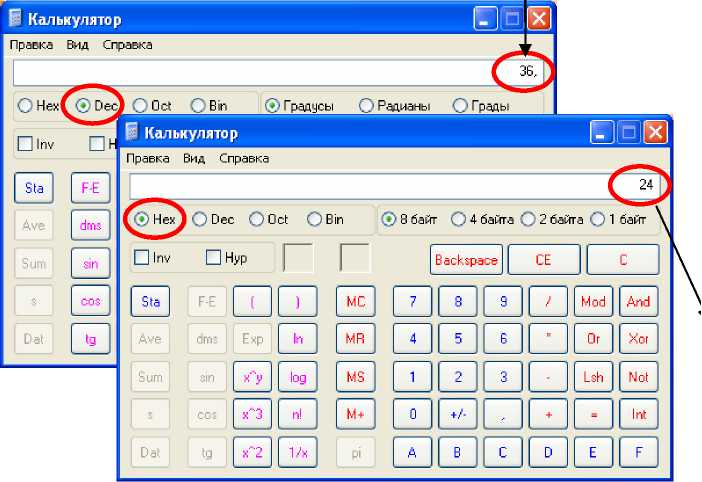 Калькулятор
Правка Вид Справка
36,
Hex Dec Oct Bin Градусы Радианы Грады
Inv H
Sta F-E
Ave dms
Sum sin
s cos
Dat tg
Калькулятор
Правка Вид Справка
24
Hex Dec Oct Bin 8 байт 4 байта 2 байта 1 байт
Inv Hyp Backspace CE C
Sta F-E ( ) MC 7 8 9 / Mod And
Ave dms Exp ln MR 4 5 6 * Or Xor
Sum sin x^y log MS 1 2 3 - Lsh Not
s cos x^3 n! M+ 0 +/- , + = Int
Dat tg x^2 1/x pi A B C D E F